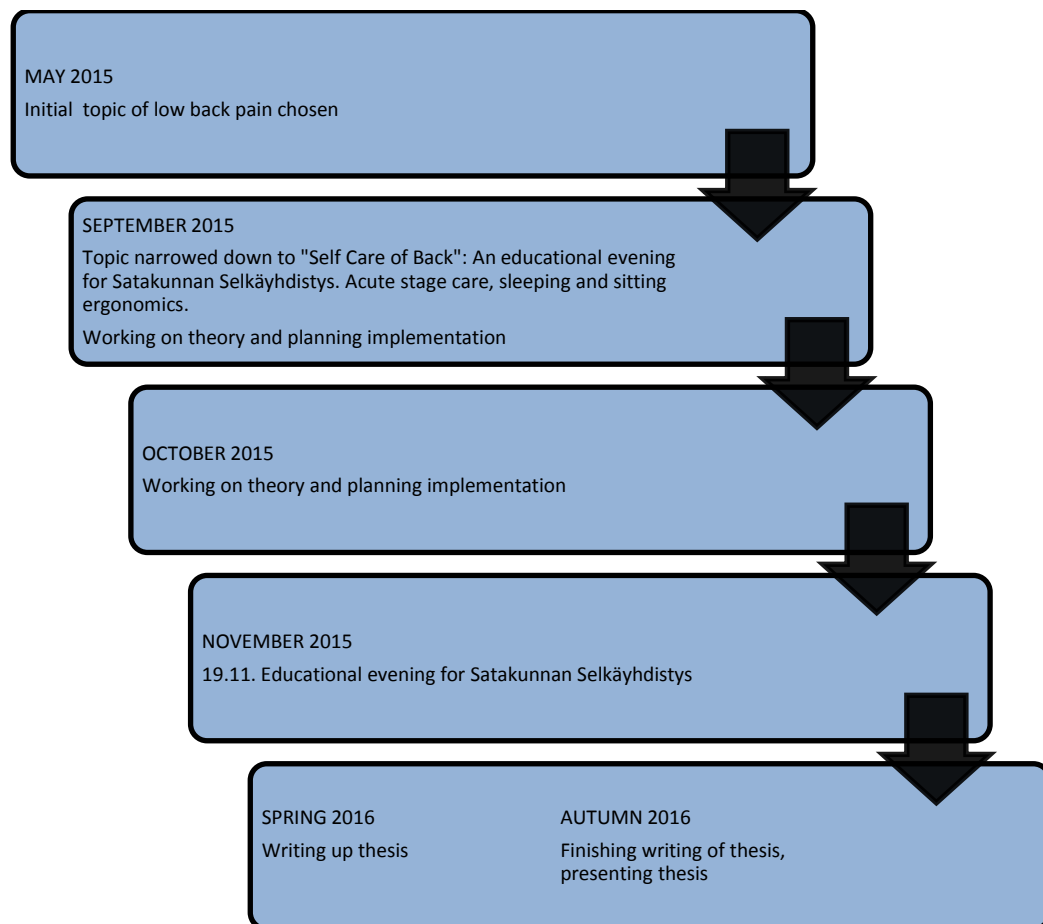 MAY 2015
Initial topic of low back pain chosen
SEPTEMBER 2015
Topic narrowed down to "Self Care of Back": An educational evening
for Satakunnan Selkäyhdistys. Acute stage care, sleeping and sitting
ergonomics.
Working on theory and planning implementation
OCTOBER 2015
Working on theory and planning implementation
NOVEMBER 2015
19.11. Educational evening for Satakunnan Selkäyhdistys
SPRING 2016
Writing up thesis
AUTUMN 2016
Finishing writing of thesis,
presenting thesis